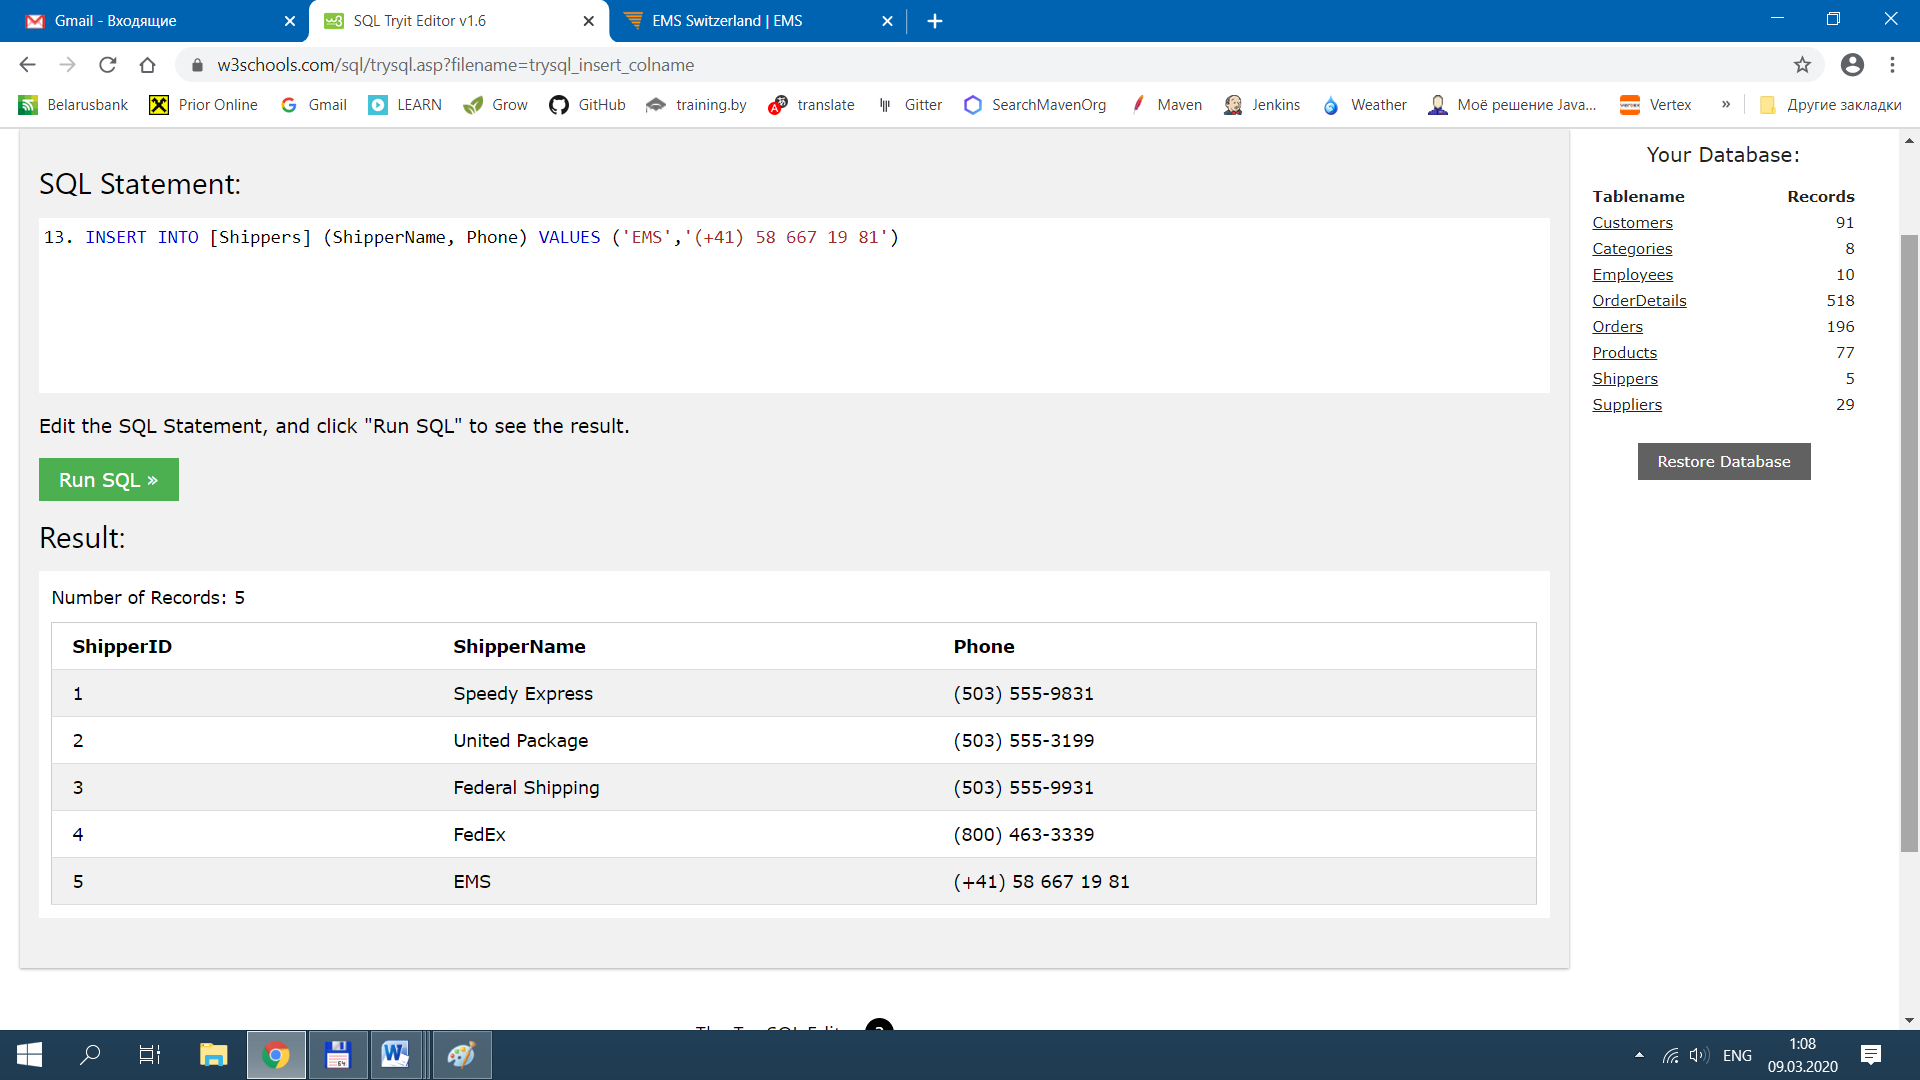 Gmail - Входящие
SQL Tryit Editor v1.6
EMS Switzerland | EMS
w3schools.com/sql/trysql.asp?filename=trysql_insert_colname
Belarusbank Prior Online Gmail LEARN Grow GitHub training.by translate Gitter SearchMavenOrg Maven Jenkins Weather Моё решение Java... Vertex » Другие закладки
SQL Statement:
13. INSERT INTO [Shippers] (ShipperName, Phone) VALUES ('EMS','(+41) 58 667 19 81')
Edit the SQL Statement, and click "Run SQL" to see the result.
Run SQL »
Result:
Number of Records: 5
ShipperID ShipperName Phone
1 Speedy Express (503) 555-9831
2 United Package (503) 555-3199
3 Federal Shipping (503) 555-9931
4 FedEx (800) 463-3339
5 EMS (+41) 58 667 19 81
Your Database:
Tablename Records
Customers 91
Categories 8
Employees 10
OrderDetails 518
Orders 196
Products 77
Shippers 5
Suppliers 29
Restore Database
ENG
1:08
09.03.2020